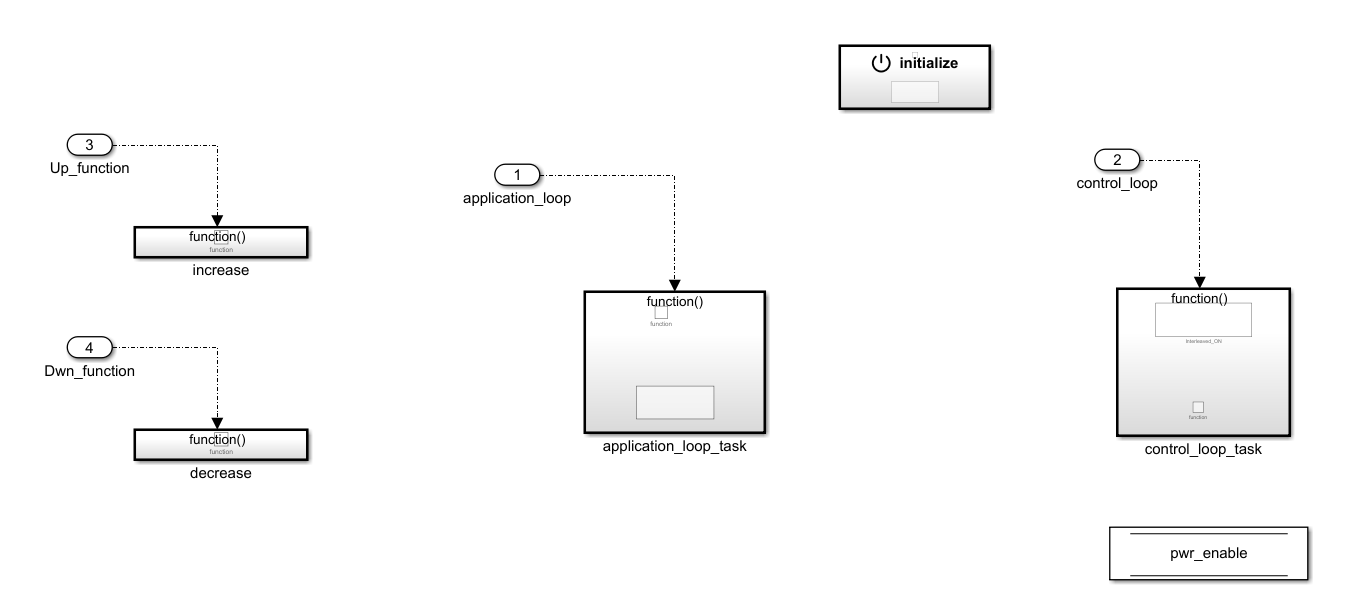 initialize
3
Up_function
function()
function
increase
4
Dwn_function
function()
function
decrease
1
application_loop
function()
function
application_loop_task
2
control_loop
function()
Interleaved_ON
function
control_loop_task
pwr_enable